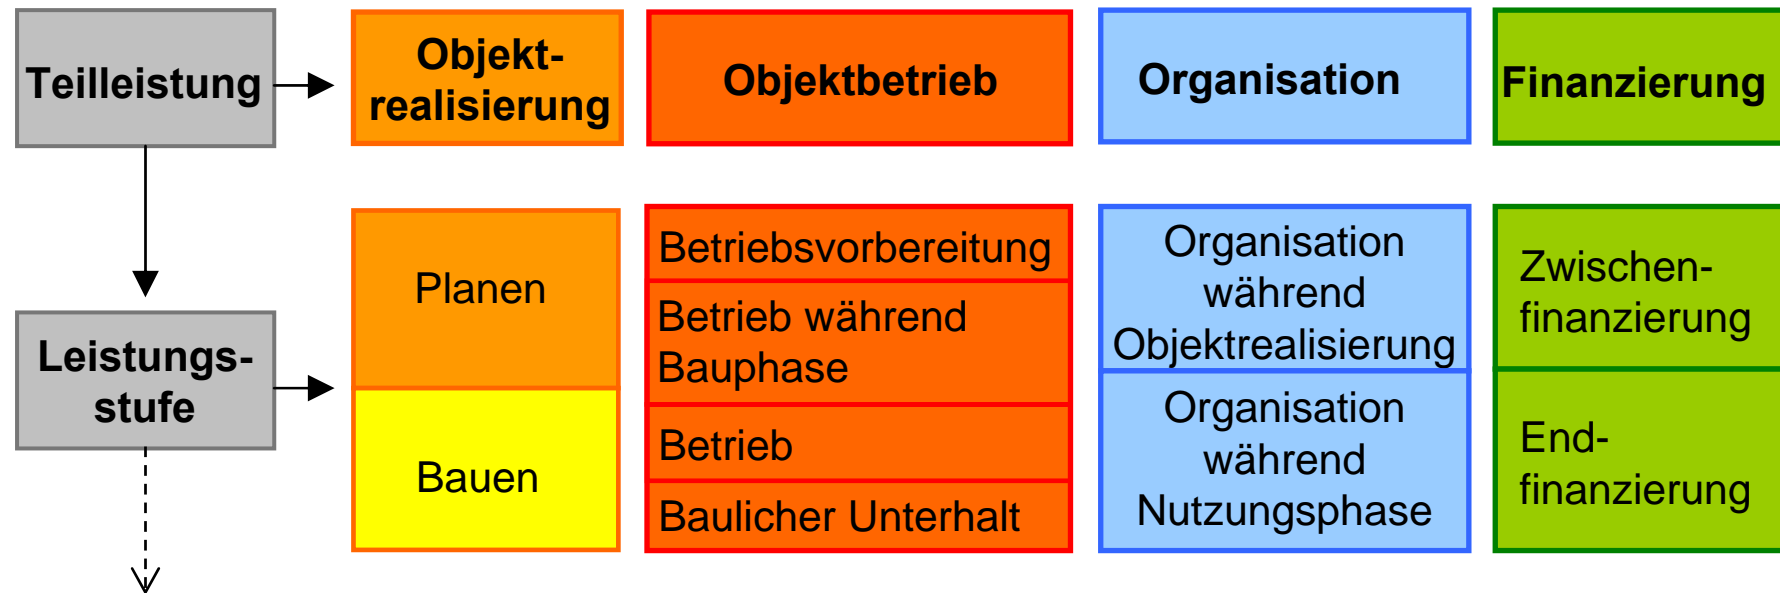 Teilleistung
Objekt-
realisierung
Objektbetrieb
Organisation
Finanzierung
Leistungs-
stufe
Planen
Bauen
Betriebsvorbereitung
Betrieb während
Bauphase
Betrieb
Baulicher Unterhalt
Organisation
während
Objektrealisierung
Organisation
während
Nutzungsphase
Zwischen-
finanzierung
End-
finanzierung